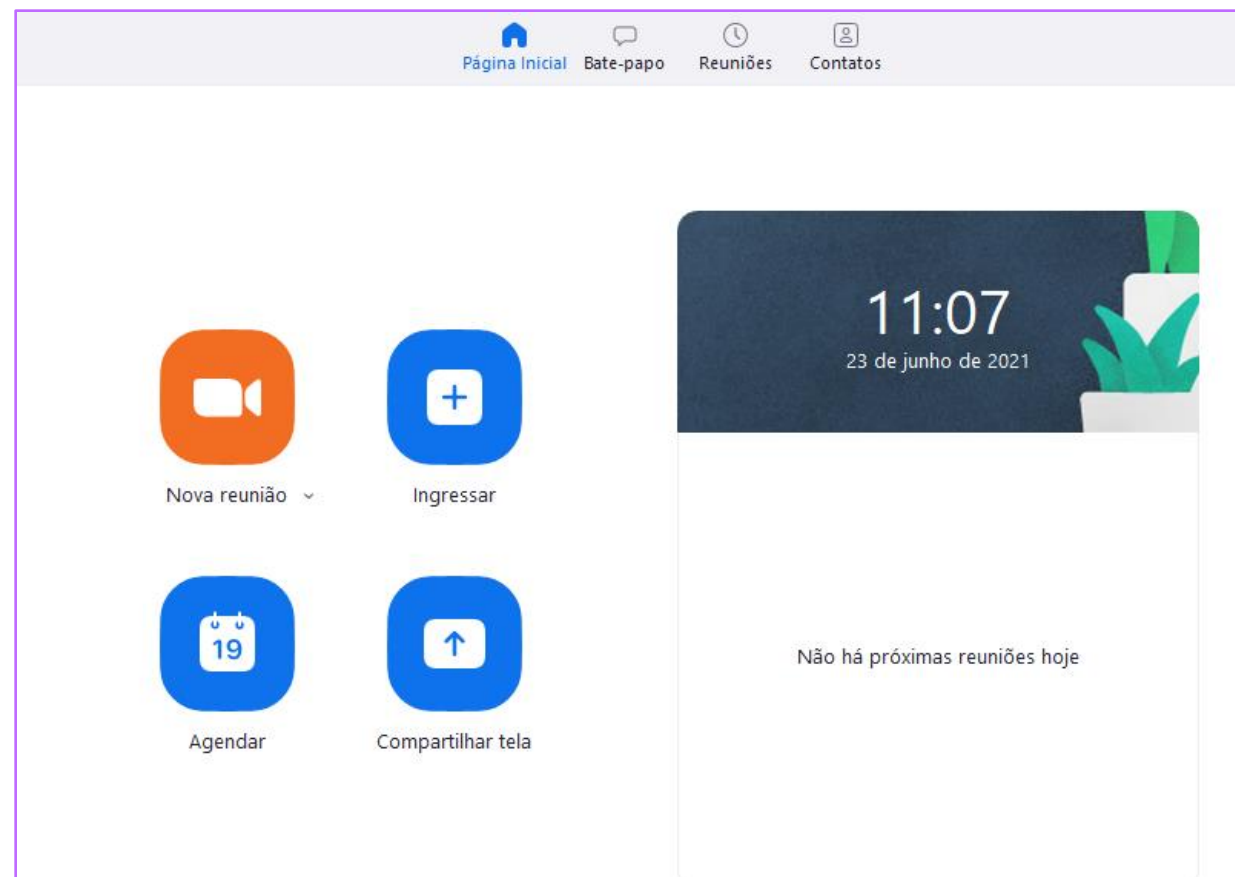 Página Inicial
Bate-papo
Reuniões
Contatos
11:07
23 de junho de 2021
Nova reunião
Ingressar
19
Agendar
Compartilhar tela
Não há próximas reuniões hoje